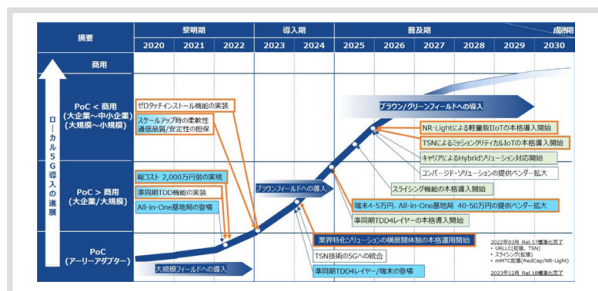 摘要
黎明期
導入期
普及期
成熟期
2020
2021
2022
2023
2024
2025
2026
2027
2028
2029
2030
商用
PoC < 商用
(大企業～中小企業)
(大規模～小規模)
PoC > 商用
(大企業/大規模)
PoC
(アーリーアダプター)
ローカル5G導入の進展
ゼロタッチインストール機能の実装
スケールアップ時の柔軟性
通信品質/安定性の担保
ブラウン/グリーンフィールドへの導入
NR-Lightによる軽量版IIoTの本格導入開始
TSNによるミッションクリティカルIoTの本格導入開始
キャリアによるHybridソリューション対応開始
コンバージド・ソリューションの提供ベンダー拡大
スライシング機能の本格導入開始
総コスト 2,000万円弱の実現
準同期TDD機能の実装
All-in-One基地局の登場
ブラウンフィールドへの導入
端末4-5万円、All-in-One基地局 40-50万円の提供ベンダー拡大
準同期TDD4レイヤーの本格導入開始
業界特化ソリューションの横展開体制の本格運用開始
TSN技術の5Gへの統合
準同期TDD4レイヤー/端末の登場
大規模フィールドへの導入
2022年03月 Rel.17標準化完了
• URLLC(拡張, TSN)
• スライシング(拡張)
• mMTC拡張(RedCap/NR-Light)
2023年12月 Rel.18標準化完了